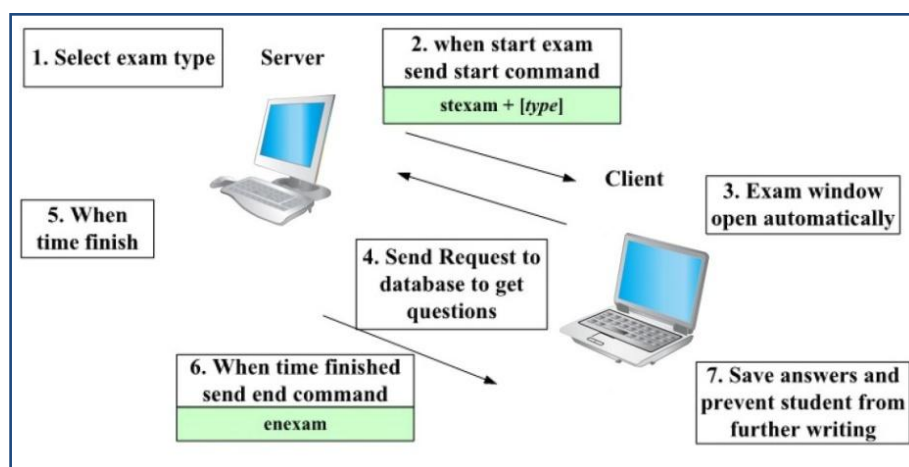 1. Select exam type
Server
2. when start exam
send start command
stexam + [type]
Client
3. Exam window
open automatically
5. When
time finish
4. Send Request to
database to get
questions
6. When time finished
send end command
enexam
7. Save answers and
prevent student from
further writing